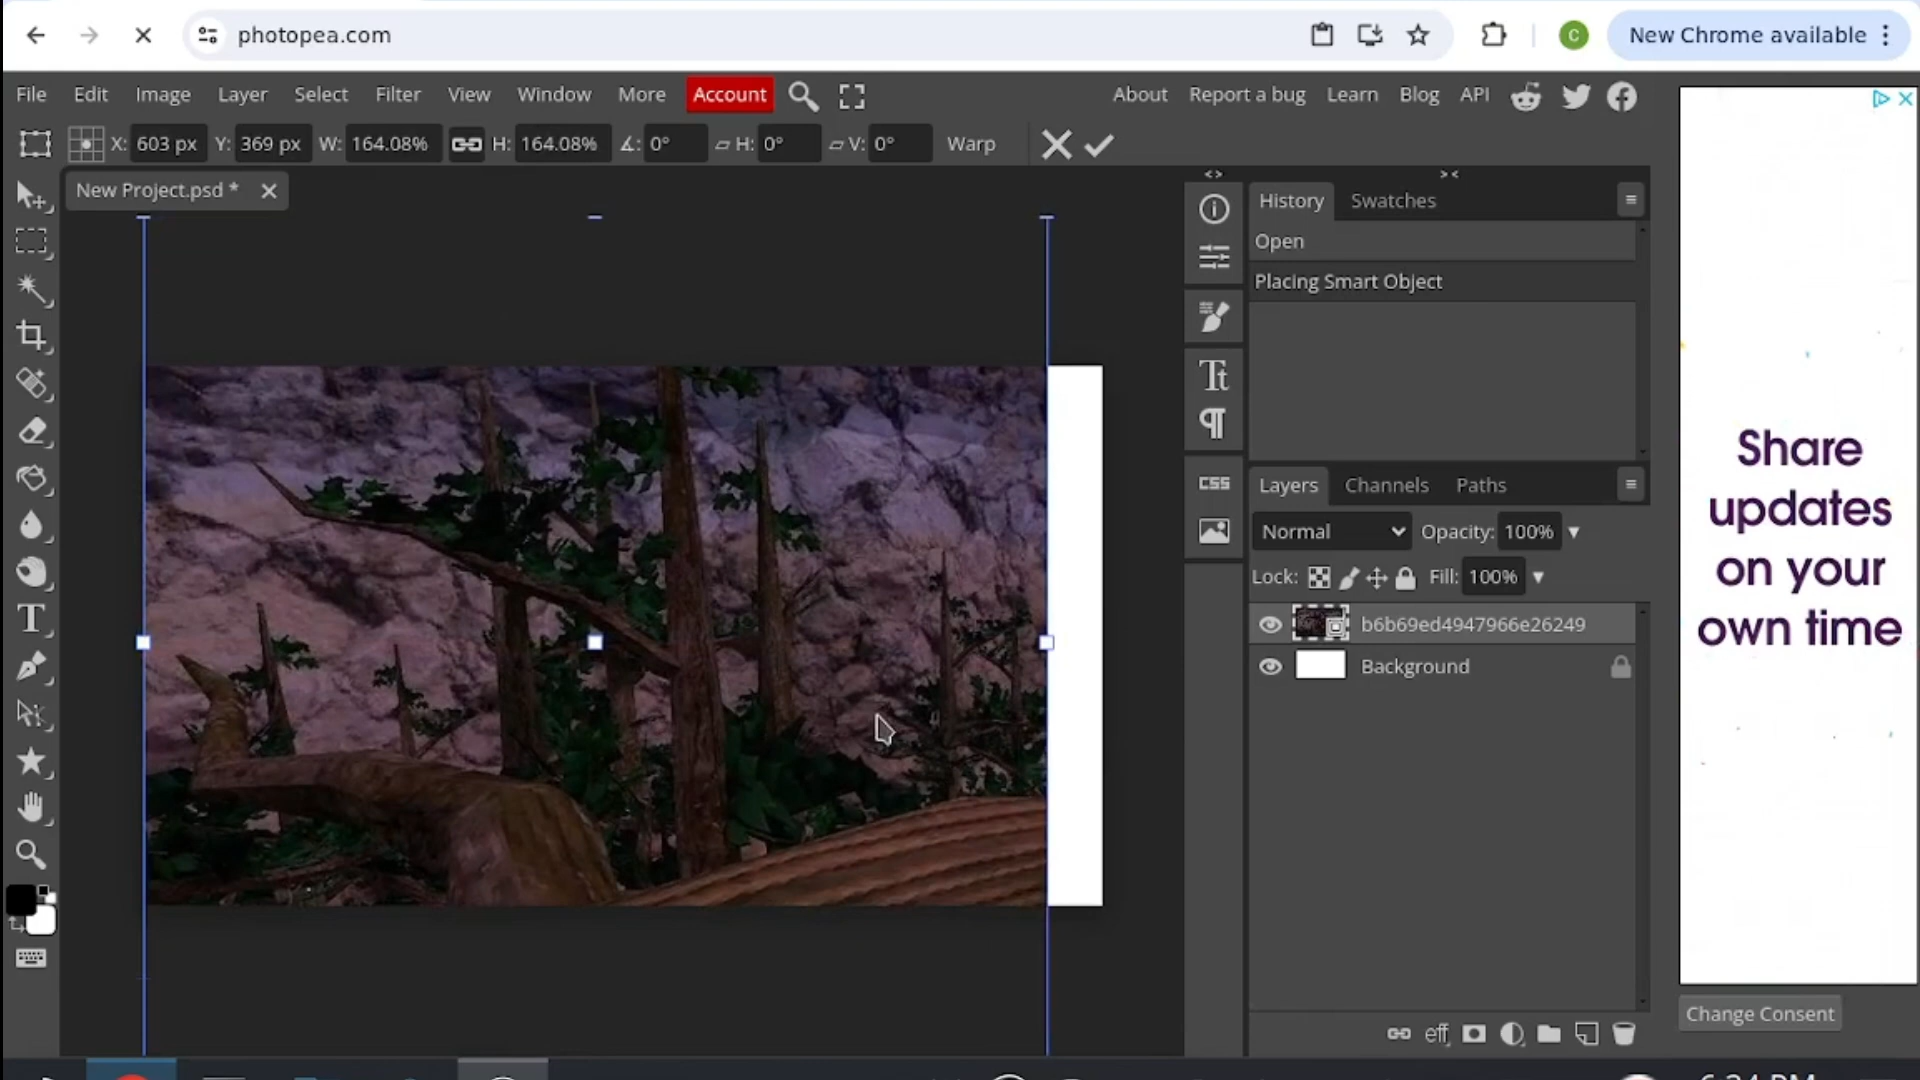 photopea.com
New Chrome available
File Edit Image Layer Select Filter View Window More Account About Report a bug Learn Blog API
X: 603 px Y: 369 px W: 164.08% H: 164.08% ∡: 0° H: 0° V: 0° Warp
New Project.psd *
History Swatches
Open
Placing Smart Object
CSS
Layers Channels Paths
Normal Opacity: 100%
Lock: Fill: 100%
b6b69ed4947966e26249
Background
eff
Share
updates
on your
own time
Change Consent